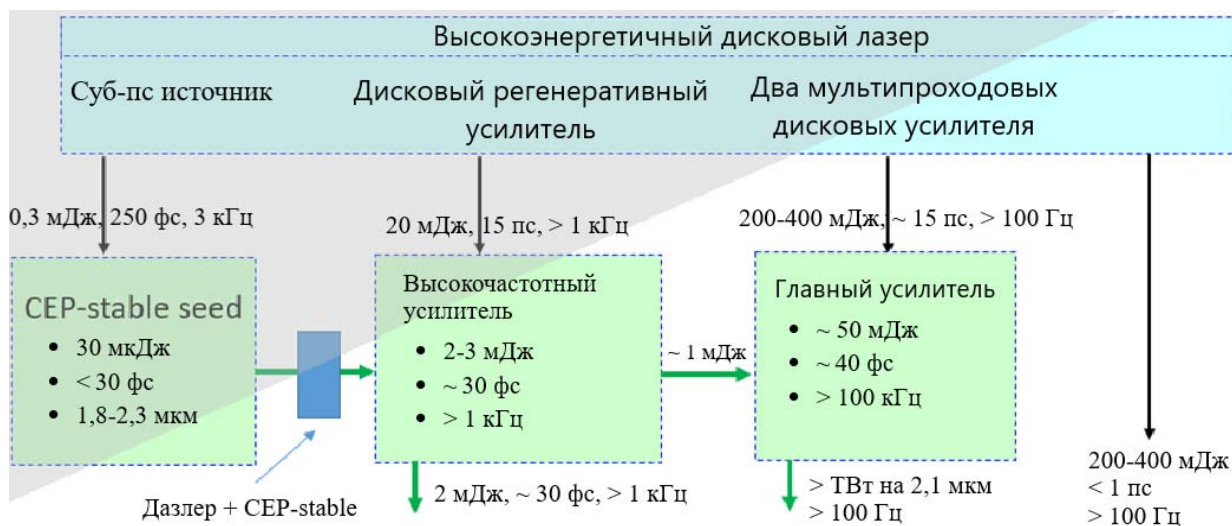 Высокоэнергетичный дисковый лазер
Суб-пс источник
Дисковый регенеративный
усилитель
Два мультипроходовых
дисковых усилителя
0,3 мДж, 250 фс, 3 кГц
20 мДж, 15 пс, > 1 кГц
200-400 мДж, ~ 15 пс, > 100 Гц
CEP-stable seed
• 30 мкДж
• < 30 фс
• 1,8-2,3 мкм
Высокочастотный
усилитель
• 2-3 мДж
• ~ 30 фс
• > 1 кГц
~ 1 мДж
Главный усилитель
• ~ 50 мДж
• ~ 40 фс
• > 100 кГц
Дазлер + CEP-stable
2 мДж, ~ 30 фс, > 1 кГц
> ТВт на 2,1 мкм
> 100 Гц
200-400 мДж
< 1 пс
> 100 Гц